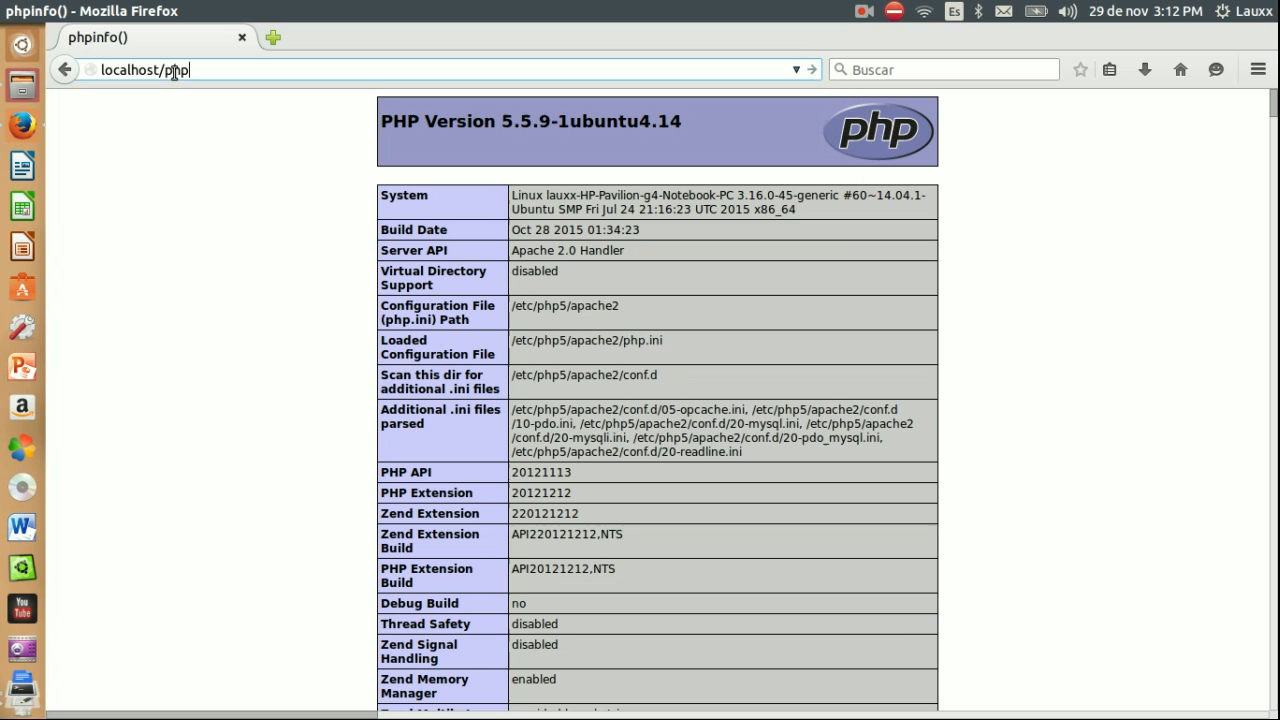 phpinfo() - Mozilla Firefox
Es
29 de nov 3:12 PM
Lauxx
phpinfo()
localhost/php
Buscar
PHP Version 5.5.9-1ubuntu4.14
php
System
Linux lauxx-HP-Pavilion-g4-Notebook-PC 3.16.0-45-generic #60~14.04.1-
Ubuntu SMP Fri Jul 24 21:16:23 UTC 2015 x86_64
Build Date
Oct 28 2015 01:34:23
Server API
Apache 2.0 Handler
Virtual Directory
Support
disabled
Configuration File
(php.ini) Path
/etc/php5/apache2
Loaded
Configuration File
/etc/php5/apache2/php.ini
Scan this dir for
additional .ini files
/etc/php5/apache2/conf.d
Additional .ini files
parsed
/etc/php5/apache2/conf.d/05-opcache.ini, /etc/php5/apache2/conf.d
/10-pdo.ini, /etc/php5/apache2/conf.d/20-mysql.ini, /etc/php5/apache2
/conf.d/20-mysqli.ini, /etc/php5/apache2/conf.d/20-pdo_mysql.ini,
/etc/php5/apache2/conf.d/20-readline.ini
PHP API
20121113
PHP Extension
20121212
Zend Extension
220121212
Zend Extension
Build
API220121212,NTS
PHP Extension
Build
API20121212,NTS
Debug Build
no
Thread Safety
disabled
Zend Signal
Handling
disabled
Zend Memory
Manager
enabled
P
a
W
You
Tube